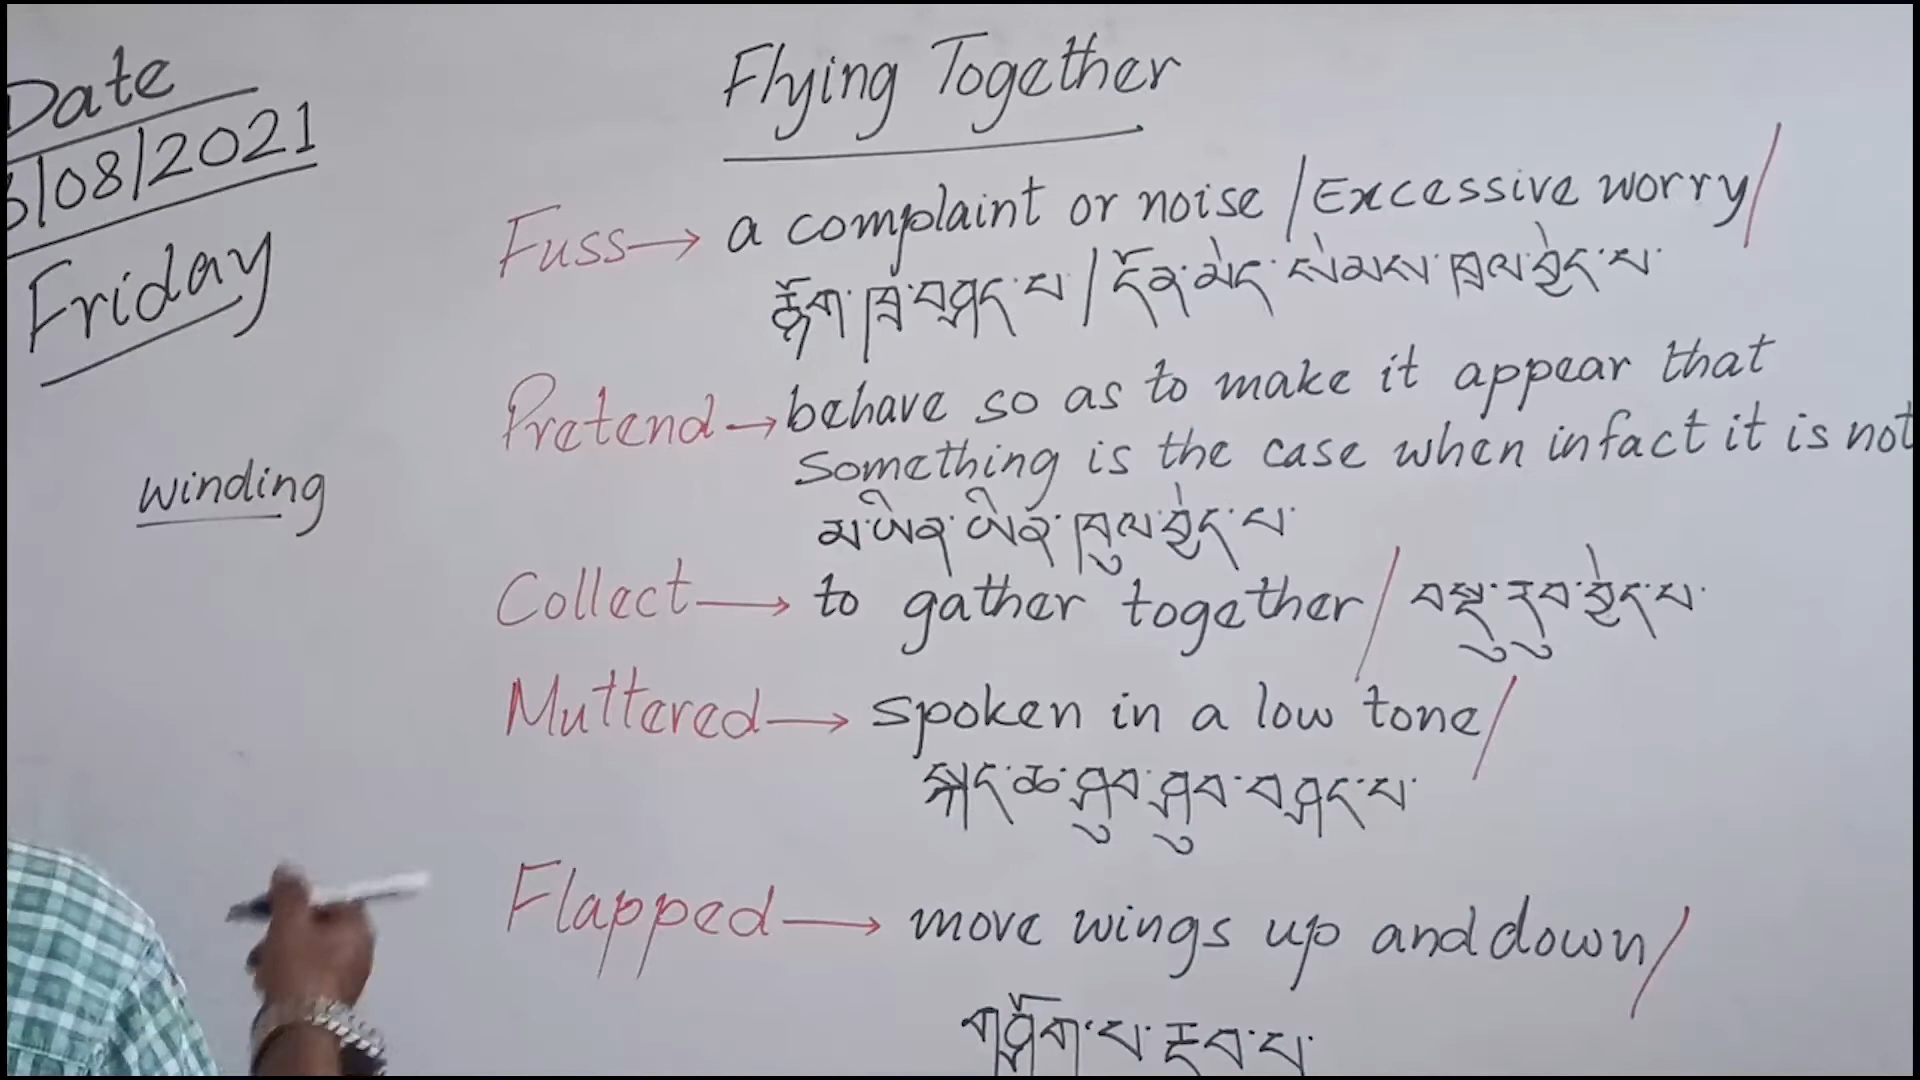 Date
/08/2021
Friday
winding
Flying Together
Fuss → a complaint or noise / Excessive worry /
རྙོག་ཁྲ་བཤད་པ / དོན་མེད་སེམས་ཁྲལ་བྱེད་པ་
Pretend → behave so as to make it appear that
Something is the case when infact it is not
མ་ཡིན་ཡིན་ཁུལ་བྱེད་པ་
Collect → to gather together / བསྡུ་རུབ་བྱེད་པ་
Muttered → spoken in a low tone /
སྐད་ཆ་ཤུབ་ཤུབ་བཤད་པ་
Flapped → move wings up and down /
གཤོག་པ་རྡེབ་པ་